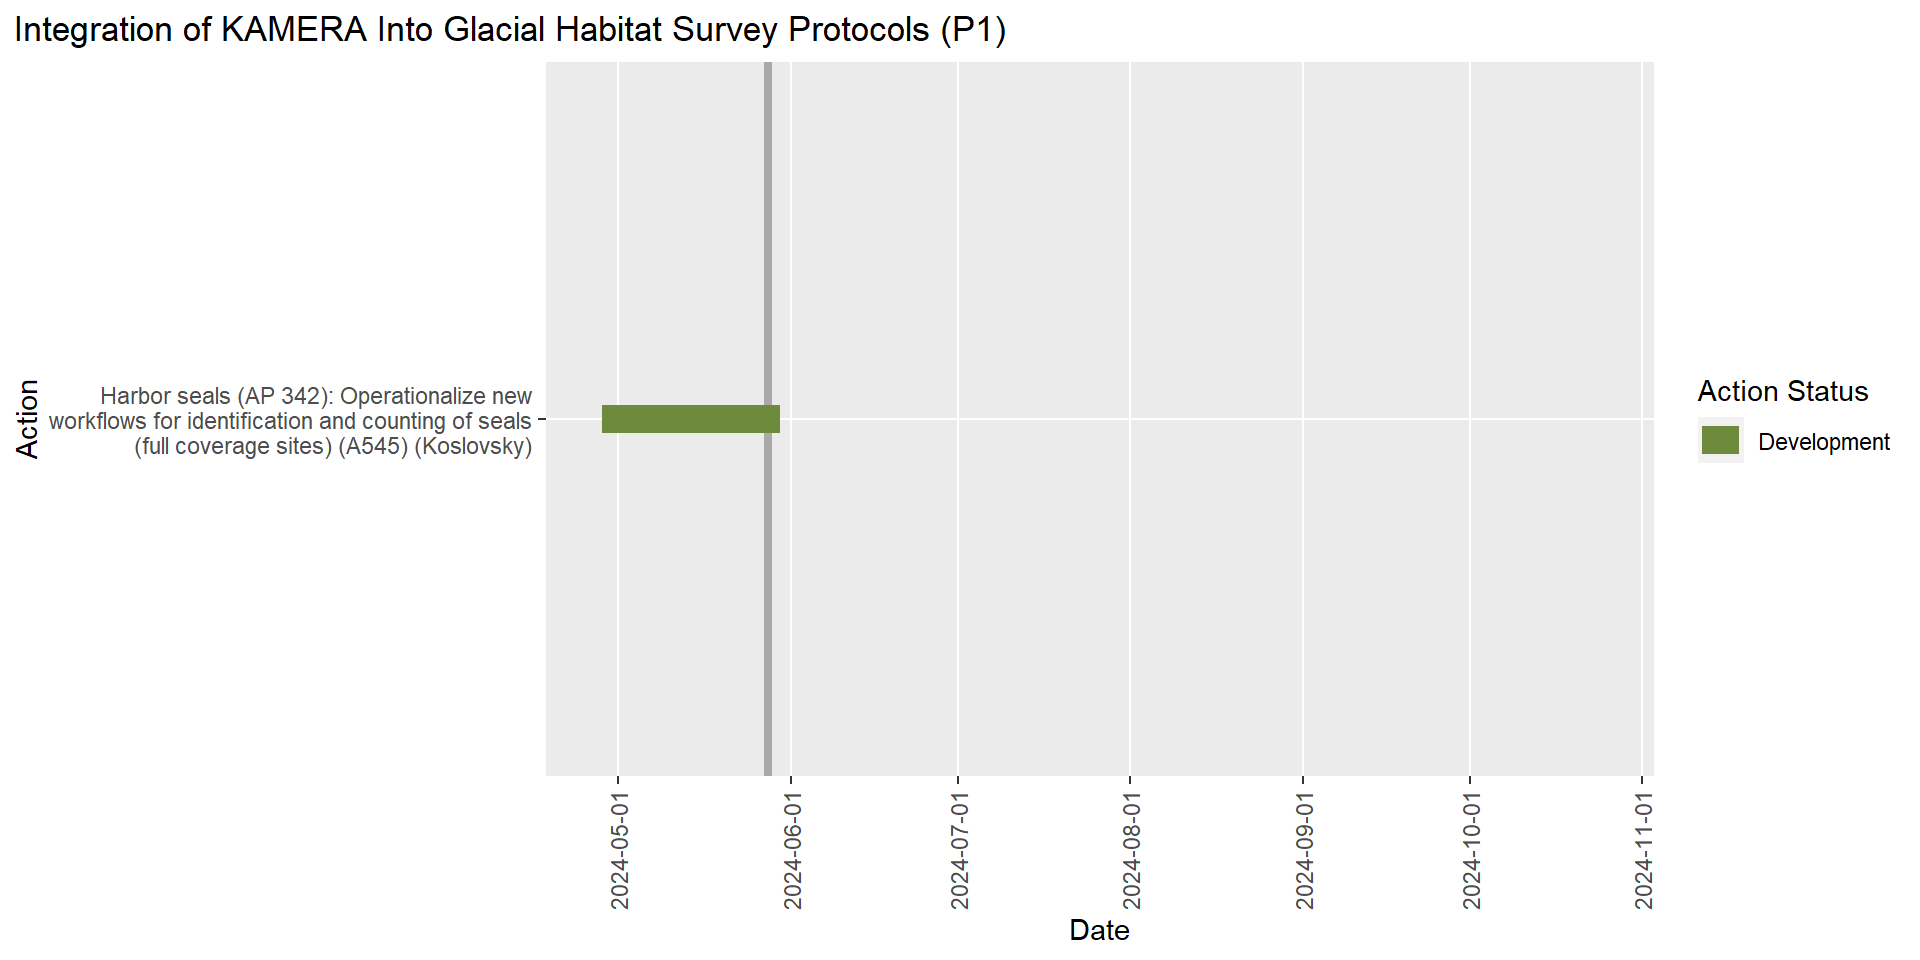 Integration of KAMERA Into Glacial Habitat Survey Protocols (P1)
Action
Harbor seals (AP 342): Operationalize new
workflows for identification and counting of seals
(full coverage sites) (A545) (Koslovsky)
Action Status
Development
2024-05-01
2024-06-01
2024-07-01
2024-08-01
2024-09-01
2024-10-01
2024-11-01
Date